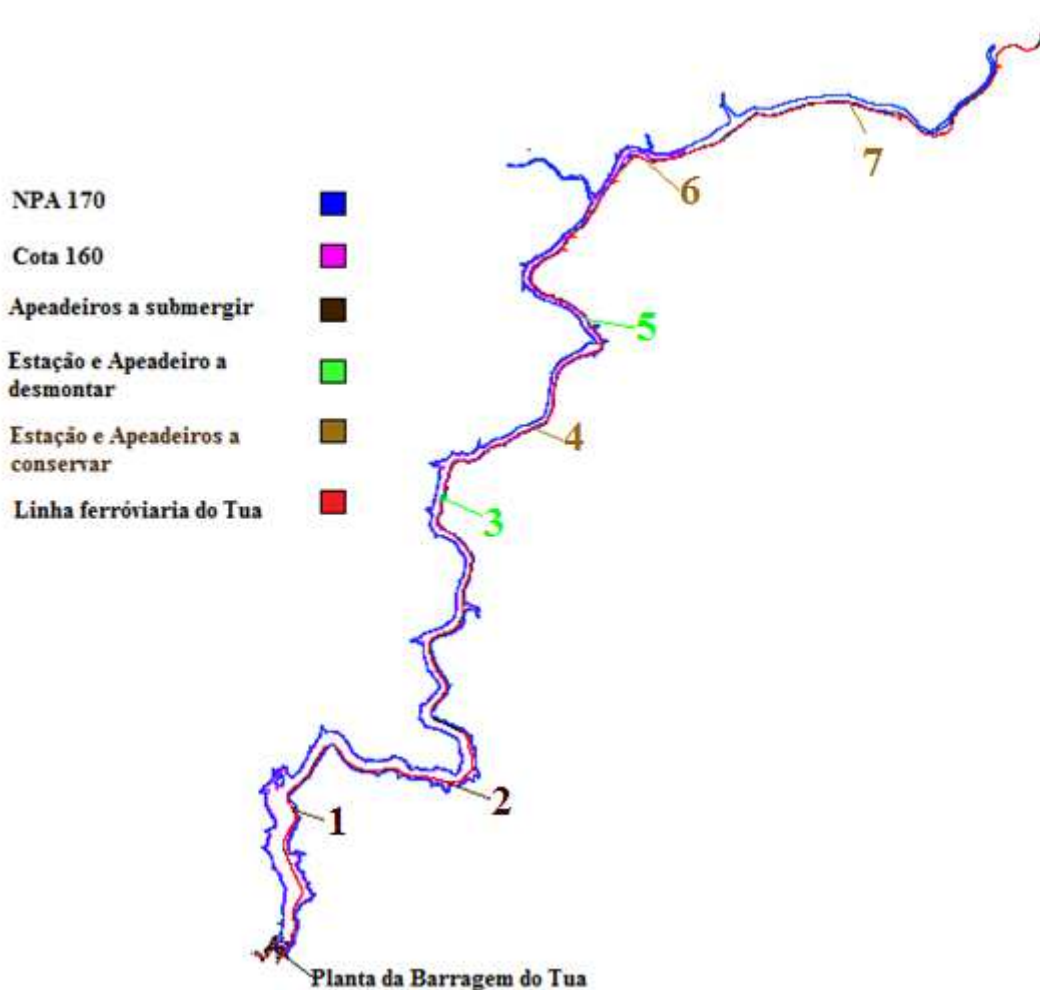 NPA 170
Cota 160
Apeadeiros a submergir
Estação e Apeadeiro a
desmontar
Estação e Apeadeiros a
conservar
Linha ferróviaria do Tua
7
6
5
4
3
2
1
Planta da Barragem do Tua